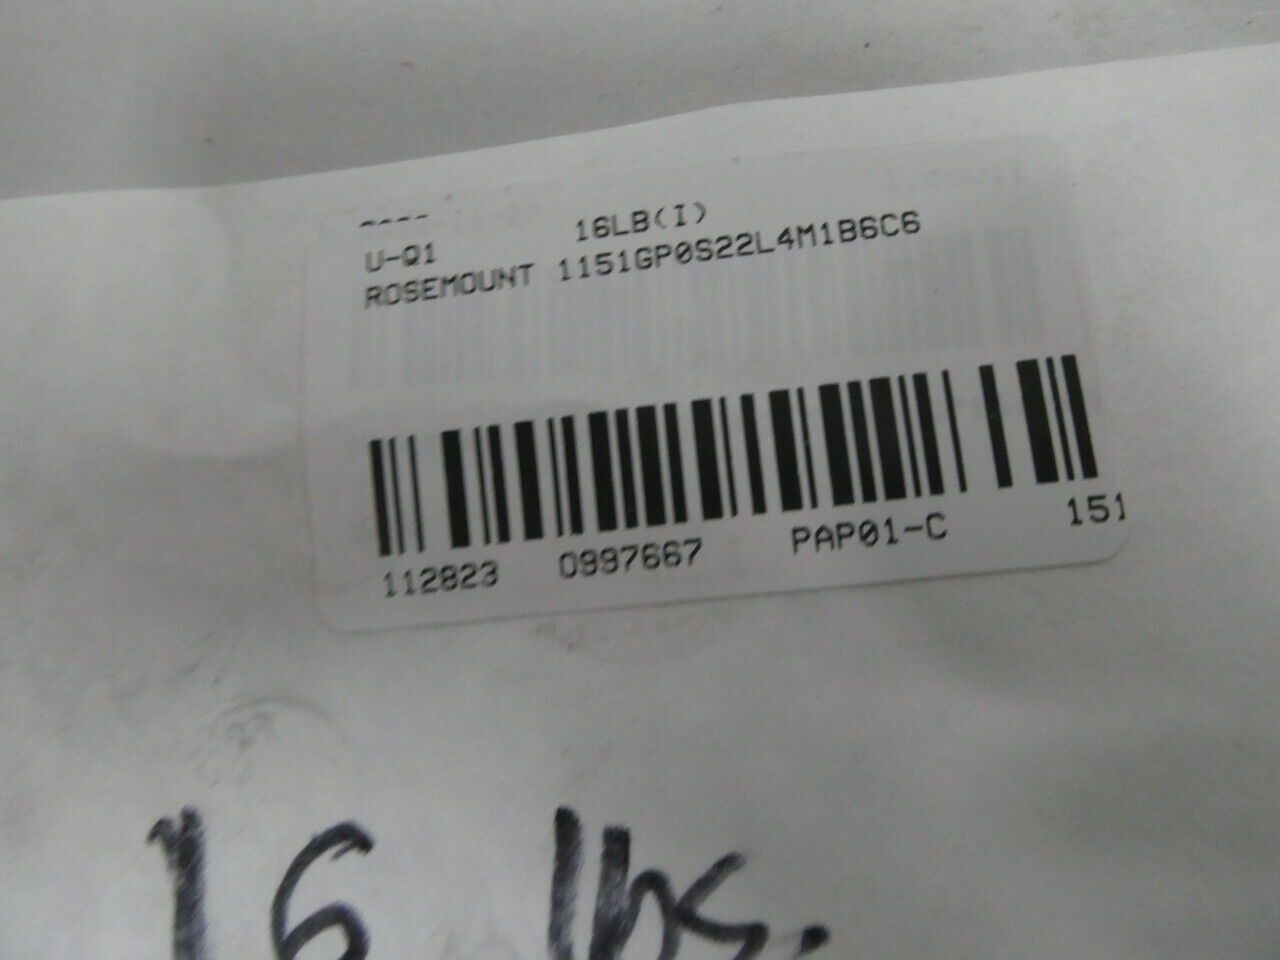 U-Q1 16LB(I)
ROSEMOUNT 1151GP0S22L4M1B6C6
112823 0997667 PAP01-C 151
16 lbs.